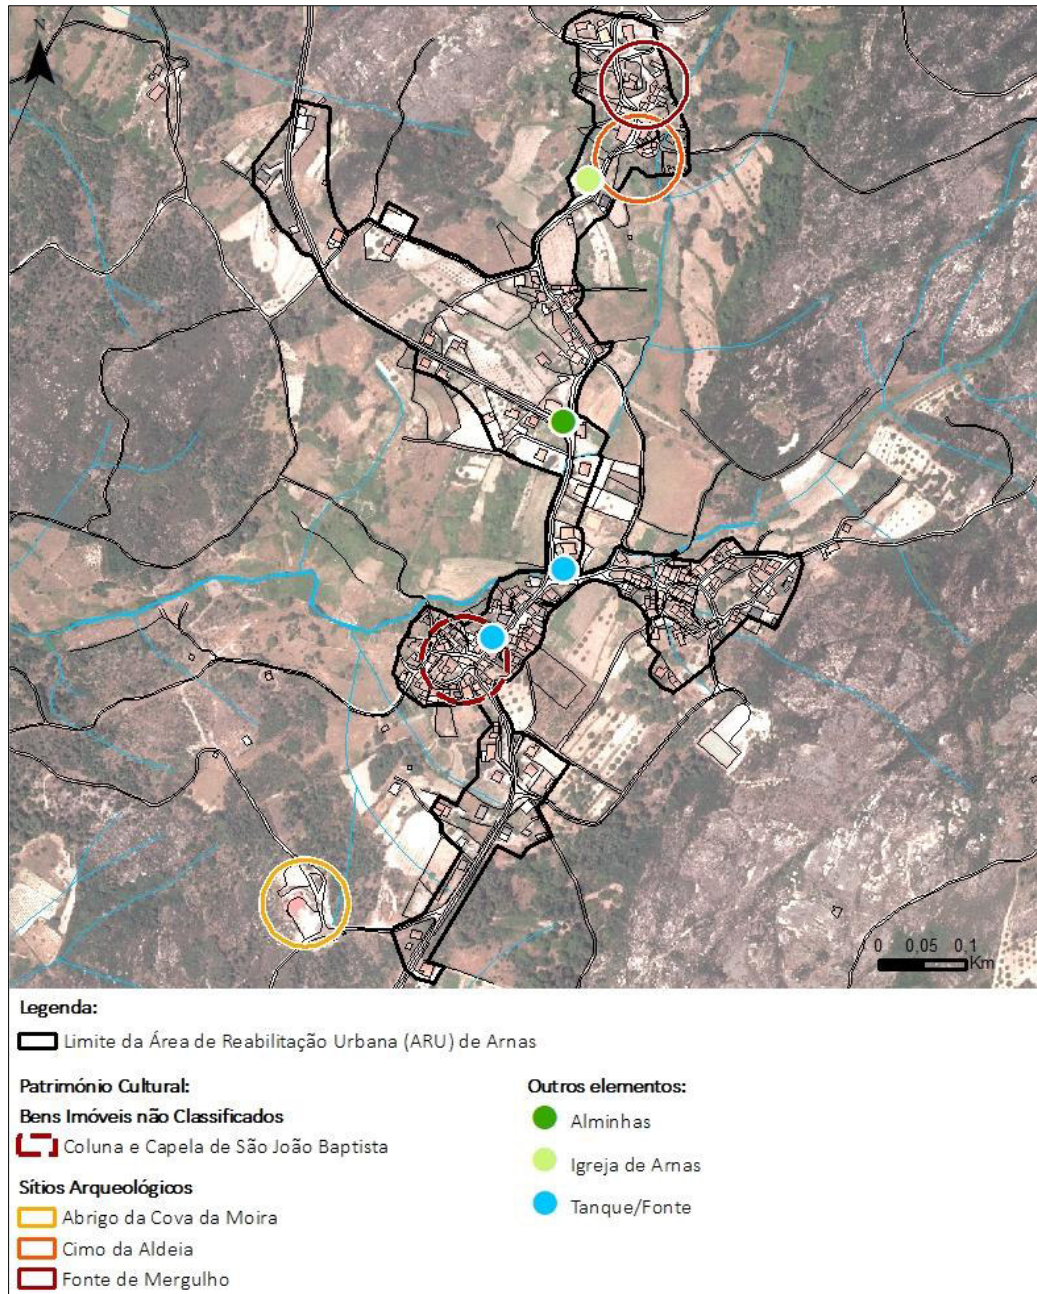 N
0 0,05 0,1
Km
Legenda:
Limite da Área de Reabilitação Urbana (ARU) de Arnas
Património Cultural:
Bens Imóveis não Classificados
Coluna e Capela de São João Baptista
Sítios Arqueológicos
Abrigo da Cova da Moira
Cimo da Aldeia
Fonte de Mergulho
Outros elementos:
Alminhas
Igreja de Arnas
Tanque/Fonte